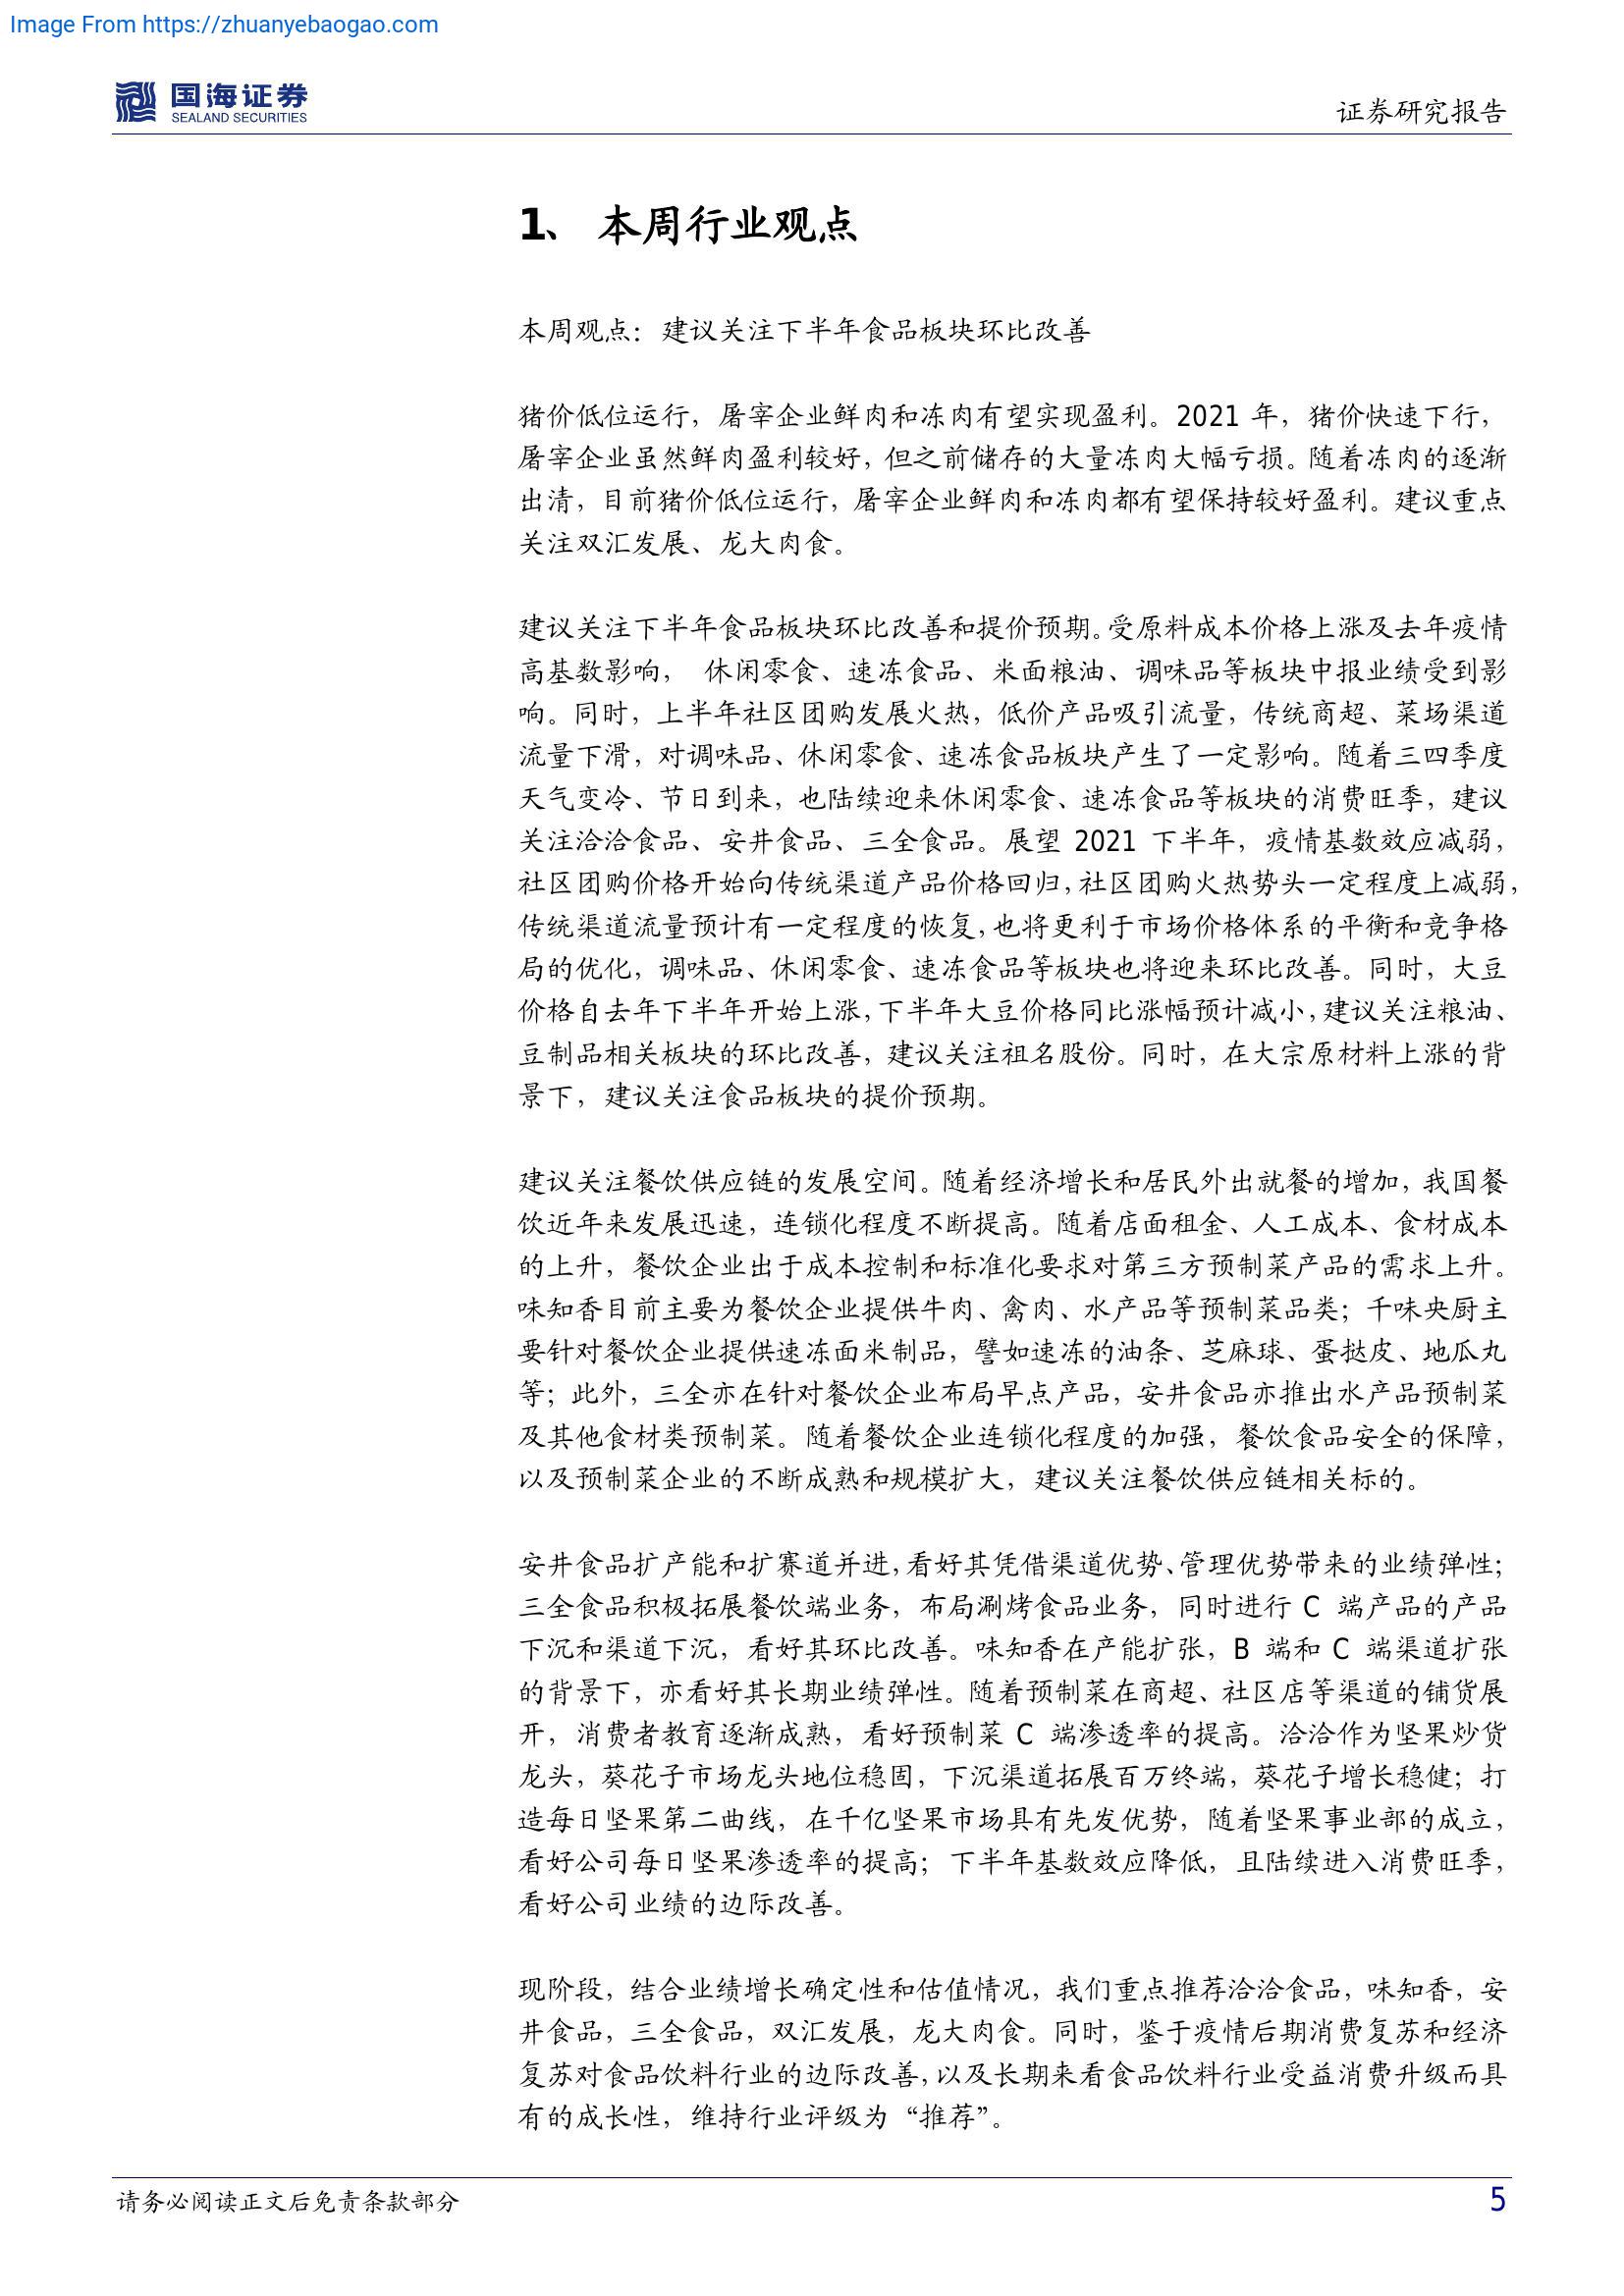 Image From https://zhuanyebaogao.com
国海证券
SEALAND SECURITIES
证券研究报告
1、 本周行业观点
本周观点：建议关注下半年食品板块环比改善
猪价低位运行，屠宰企业鲜肉和冻肉有望实现盈利。2021 年，猪价快速下行，
屠宰企业虽然鲜肉盈利较好，但之前储存的大量冻肉大幅亏损。随着冻肉的逐渐
出清，目前猪价低位运行，屠宰企业鲜肉和冻肉都有望保持较好盈利。建议重点
关注双汇发展、龙大肉食。
建议关注下半年食品板块环比改善和提价预期。受原料成本价格上涨及去年疫情
高基数影响， 休闲零食、速冻食品、米面粮油、调味品等板块中报业绩受到影
响。同时，上半年社区团购发展火热，低价产品吸引流量，传统商超、菜场渠道
流量下滑，对调味品、休闲零食、速冻食品板块产生了一定影响。随着三四季度
天气变冷、节日到来，也陆续迎来休闲零食、速冻食品等板块的消费旺季，建议
关注洽洽食品、安井食品、三全食品。展望 2021 下半年，疫情基数效应减弱，
社区团购价格开始向传统渠道产品价格回归，社区团购火热势头一定程度上减弱，
传统渠道流量预计有一定程度的恢复，也将更利于市场价格体系的平衡和竞争格
局的优化，调味品、休闲零食、速冻食品等板块也将迎来环比改善。同时，大豆
价格自去年下半年开始上涨，下半年大豆价格同比涨幅预计减小，建议关注粮油、
豆制品相关板块的环比改善，建议关注祖名股份。同时，在大宗原材料上涨的背
景下，建议关注食品板块的提价预期。
建议关注餐饮供应链的发展空间。随着经济增长和居民外出就餐的增加，我国餐
饮近年来发展迅速，连锁化程度不断提高。随着店面租金、人工成本、食材成本
的上升，餐饮企业出于成本控制和标准化要求对第三方预制菜产品的需求上升。
味知香目前主要为餐饮企业提供牛肉、禽肉、水产品等预制菜品类；千味央厨主
要针对餐饮企业提供速冻面米制品，譬如速冻的油条、芝麻球、蛋挞皮、地瓜丸
等；此外，三全亦在针对餐饮企业布局早点产品，安井食品亦推出水产品预制菜
及其他食材类预制菜。随着餐饮企业连锁化程度的加强，餐饮食品安全的保障，
以及预制菜企业的不断成熟和规模扩大，建议关注餐饮供应链相关标的。
安井食品扩产能和扩赛道并进，看好其凭借渠道优势、管理优势带来的业绩弹性；
三全食品积极拓展餐饮端业务，布局涮烤食品业务，同时进行 C 端产品的产品
下沉和渠道下沉，看好其环比改善。味知香在产能扩张，B 端和 C 端渠道扩张
的背景下，亦看好其长期业绩弹性。随着预制菜在商超、社区店等渠道的铺货展
开，消费者教育逐渐成熟，看好预制菜 C 端渗透率的提高。洽洽作为坚果炒货
龙头，葵花子市场龙头地位稳固，下沉渠道拓展百万终端，葵花子增长稳健；打
造每日坚果第二曲线，在千亿坚果市场具有先发优势，随着坚果事业部的成立，
看好公司每日坚果渗透率的提高；下半年基数效应降低，且陆续进入消费旺季，
看好公司业绩的边际改善。
现阶段，结合业绩增长确定性和估值情况，我们重点推荐洽洽食品，味知香，安
井食品，三全食品，双汇发展，龙大肉食。同时，鉴于疫情后期消费复苏和经济
复苏对食品饮料行业的边际改善，以及长期来看食品饮料行业受益消费升级而具
有的成长性，维持行业评级为“推荐”。
请务必阅读正文后免责条款部分
5